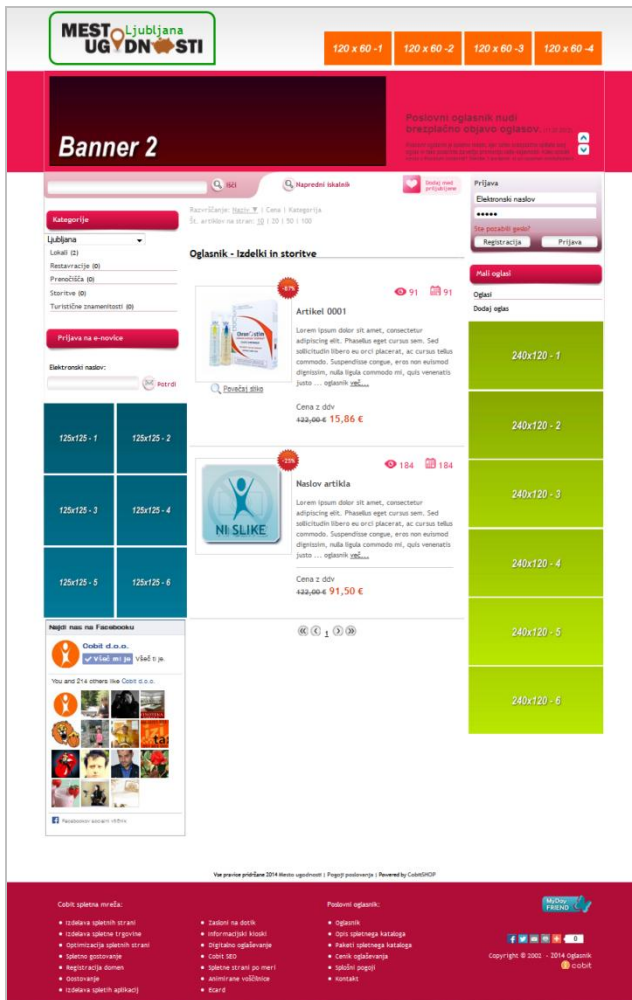 MESTO Ljubljana
UGODNOSTI
120 x 60 -1
120 x 60 -2
120 x 60 -3
120 x 60 -4
Banner 2
Poslovni oglasnik nudi
brezplačno objavo oglasov.
Išči
Napredni iskalnik
Dodaj med
priljubljene
Prijava
Elektronski naslov
Ste pozabili geslo?
Registracija
Prijava
Kategorije
Ljubljana
Lokali (2)
Restavracije (0)
Prenočišča (0)
Storitve (0)
Turistične znamenitosti (0)
Prijava na e-novice
Elektronski naslov:
Potrdi
125x125 - 1
125x125 - 2
125x125 - 3
125x125 - 4
125x125 - 5
125x125 - 6
Najdi nas na Facebooku
Cobit d.o.o.
Všeč mi je Všeč ti je.
You and 214 others like Cobit d.o.o.
Facebookov socialni vtičnik
Razvrščanje: Naziv ▼ | Cena | Kategorija
Št. artiklov na stran: 10 | 20 | 50 | 100
Oglasnik - Izdelki in storitve
-87%
91
91
Artikel 0001
Lorem ipsum dolor sit amet, consectetur
adipiscing elit. Phasellus eget cursus sem. Sed
sollicitudin libero eu orci placerat, ac cursus tellus
commodo. Suspendisse congue, eros non euismod
dignissim, nulla ligula commodo mi, quis venenatis
justo ... oglasnik več...
Povečaj sliko
Cena z ddv
122,00 € 15,86 €
-25%
184
184
NI SLIKE
Naslov artikla
Lorem ipsum dolor sit amet, consectetur
adipiscing elit. Phasellus eget cursus sem. Sed
sollicitudin libero eu orci placerat, ac cursus tellus
commodo. Suspendisse congue, eros non euismod
dignissim, nulla ligula commodo mi, quis venenatis
justo ... oglasnik več...
Cena z ddv
122,00 € 91,50 €
1
Mali oglasi
Oglasi
Dodaj oglas
240x120 - 1
240x120 - 2
240x120 - 3
240x120 - 4
240x120 - 5
240x120 - 6
Vse pravice pridržane 2014 Mesto ugodnosti | Pogoji poslovanja | Powered by CobitSHOP
Cobit spletna mreža:
Izdelava spletnih strani
Izdelava spletne trgovine
Optimizacija spletnih strani
Spletno gostovanje
Registracija domen
Gostovanje
Izdelava spletih aplikacij
Zasloni na dotik
Informacijski kioski
Digitalno oglaševanje
Cobit SEO
Spletne strani po meri
Animirane voščilnice
Ecard
Poslovni oglasnik:
Oglasnik
Opis spletnega kataloga
Paketi spletnega kataloga
Cenik oglaševanja
Splošni pogoji
Kontakt
MyDay
FRIEND
0
Copyright © 2002 - 2014 Oglasnik
cobit